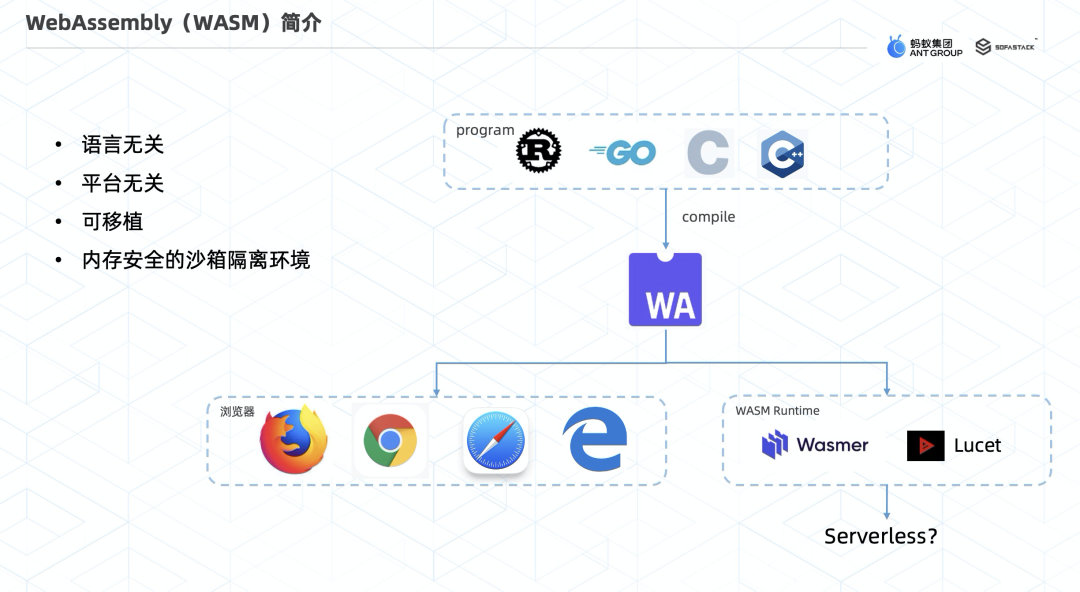 WebAssembly（WASM）简介
蚂蚁集团
ANT GROUP
SOFASTACK
• 语言无关
• 平台无关
• 可移植
• 内存安全的沙箱隔离环境
program
R
GO
C
C++
compile
WA
浏览器
WASM Runtime
Wasmer
Lucet
Serverless?